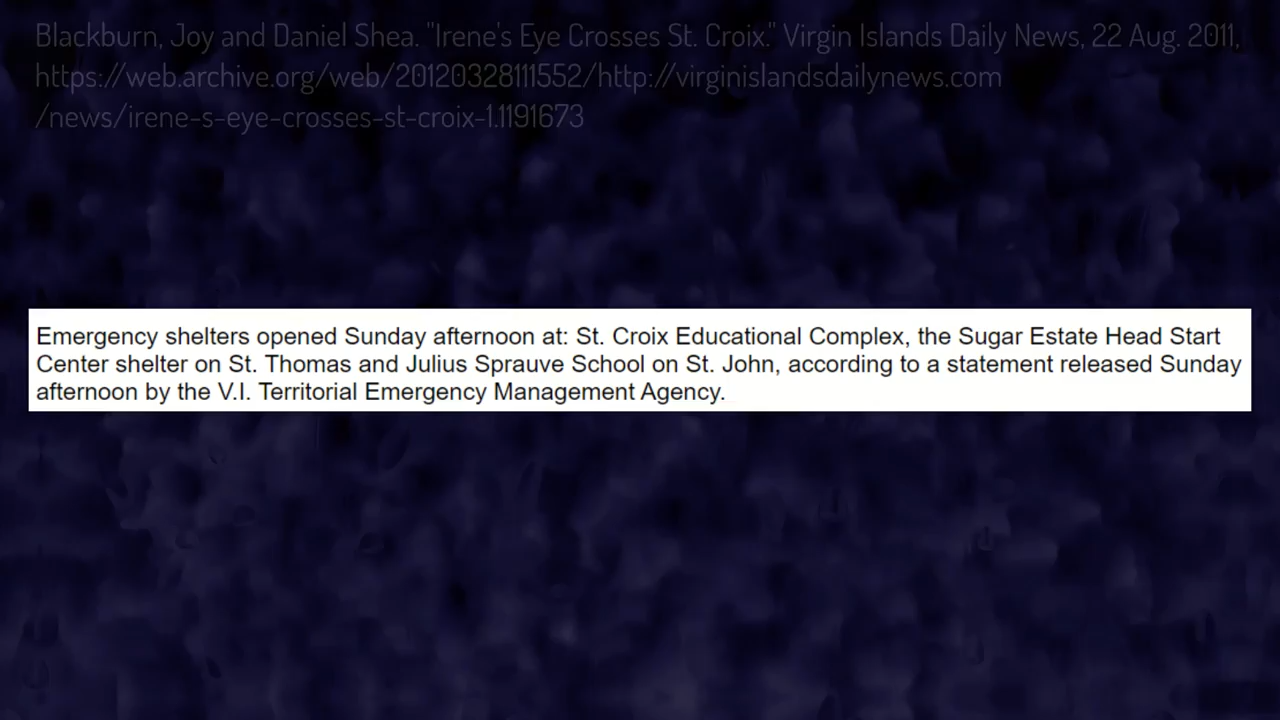 Blackburn, Joy and Daniel Shea. "Irene's Eye Crosses St. Croix." Virgin Islands Daily News, 22 Aug. 2011,
https://web.archive.org/web/20120328111552/http://virginislandsdailynews.com
/news/irene-s-eye-crosses-st-croix-1.1191673
Emergency shelters opened Sunday afternoon at: St. Croix Educational Complex, the Sugar Estate Head Start
Center shelter on St. Thomas and Julius Sprauve School on St. John, according to a statement released Sunday
afternoon by the V.I. Territorial Emergency Management Agency.